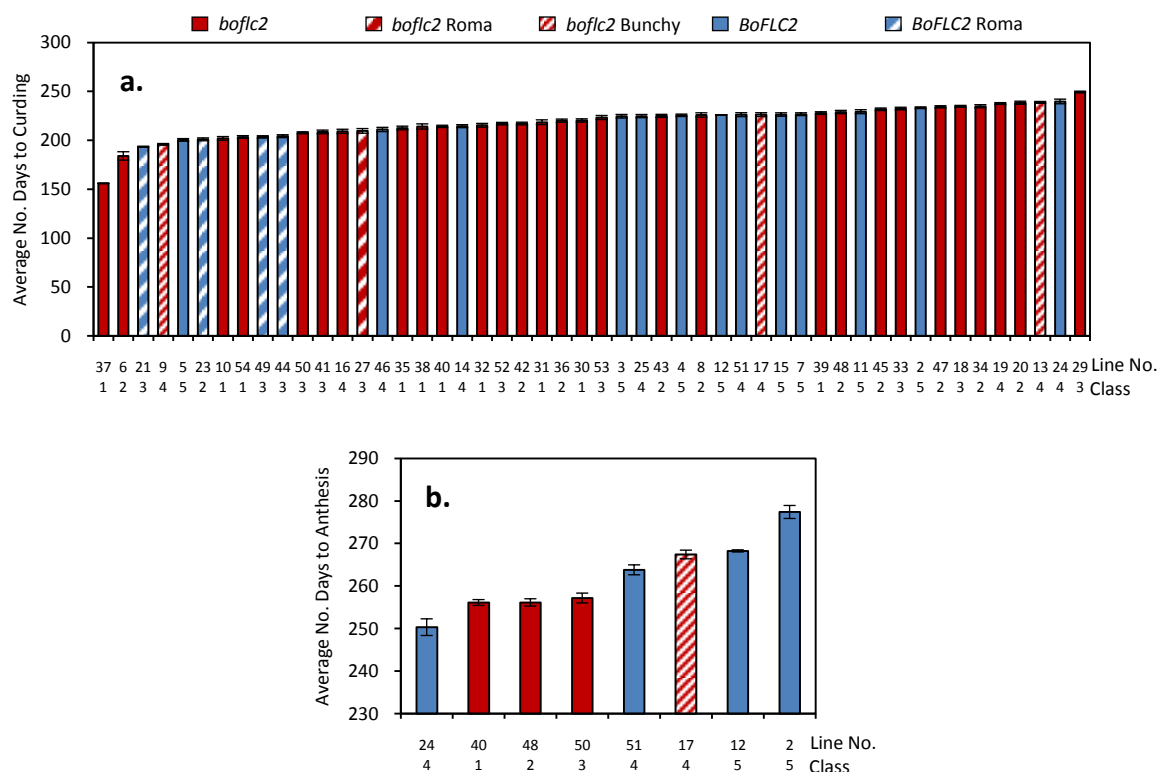 boflc2 boflc2 Roma boflc2 Bunchy BoFLC2 BoFLC2 Roma
a.
Average No. Days to Curding
300
250
200
150
100
50
0
37 6 21 9 5 23 10 54 49 44 50 41 16 27 46 35 38 40 14 32 52 42 31 36 30 53 3 25 43 4 8 12 51 17 15 7 39 48 11 45 33 2 47 18 34 19 20 13 24 29 Line No.
1 2 3 4 5 2 1 1 3 3 3 3 4 3 4 1 1 1 4 1 3 2 1 2 1 3 5 4 2 5 2 5 4 4 5 5 1 2 5 2 3 5 2 3 2 4 2 4 4 3 Class
b.
Average No. Days to Anthesis
290
280
270
260
250
240
230
24 40 48 50 51 17 12 2 Line No.
4 1 2 3 4 4 5 5 Class